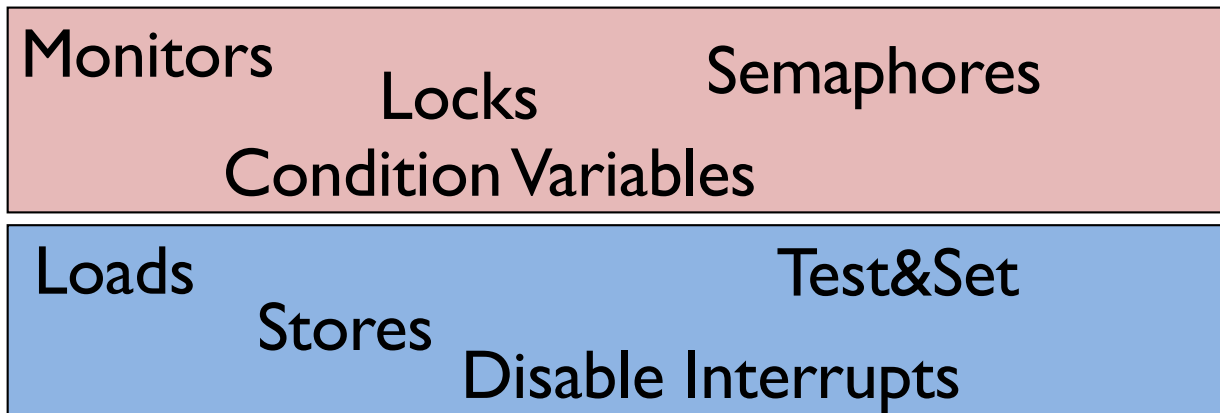 Monitors
Semaphores
Locks
Condition Variables
Loads
Test&Set
Stores
Disable Interrupts